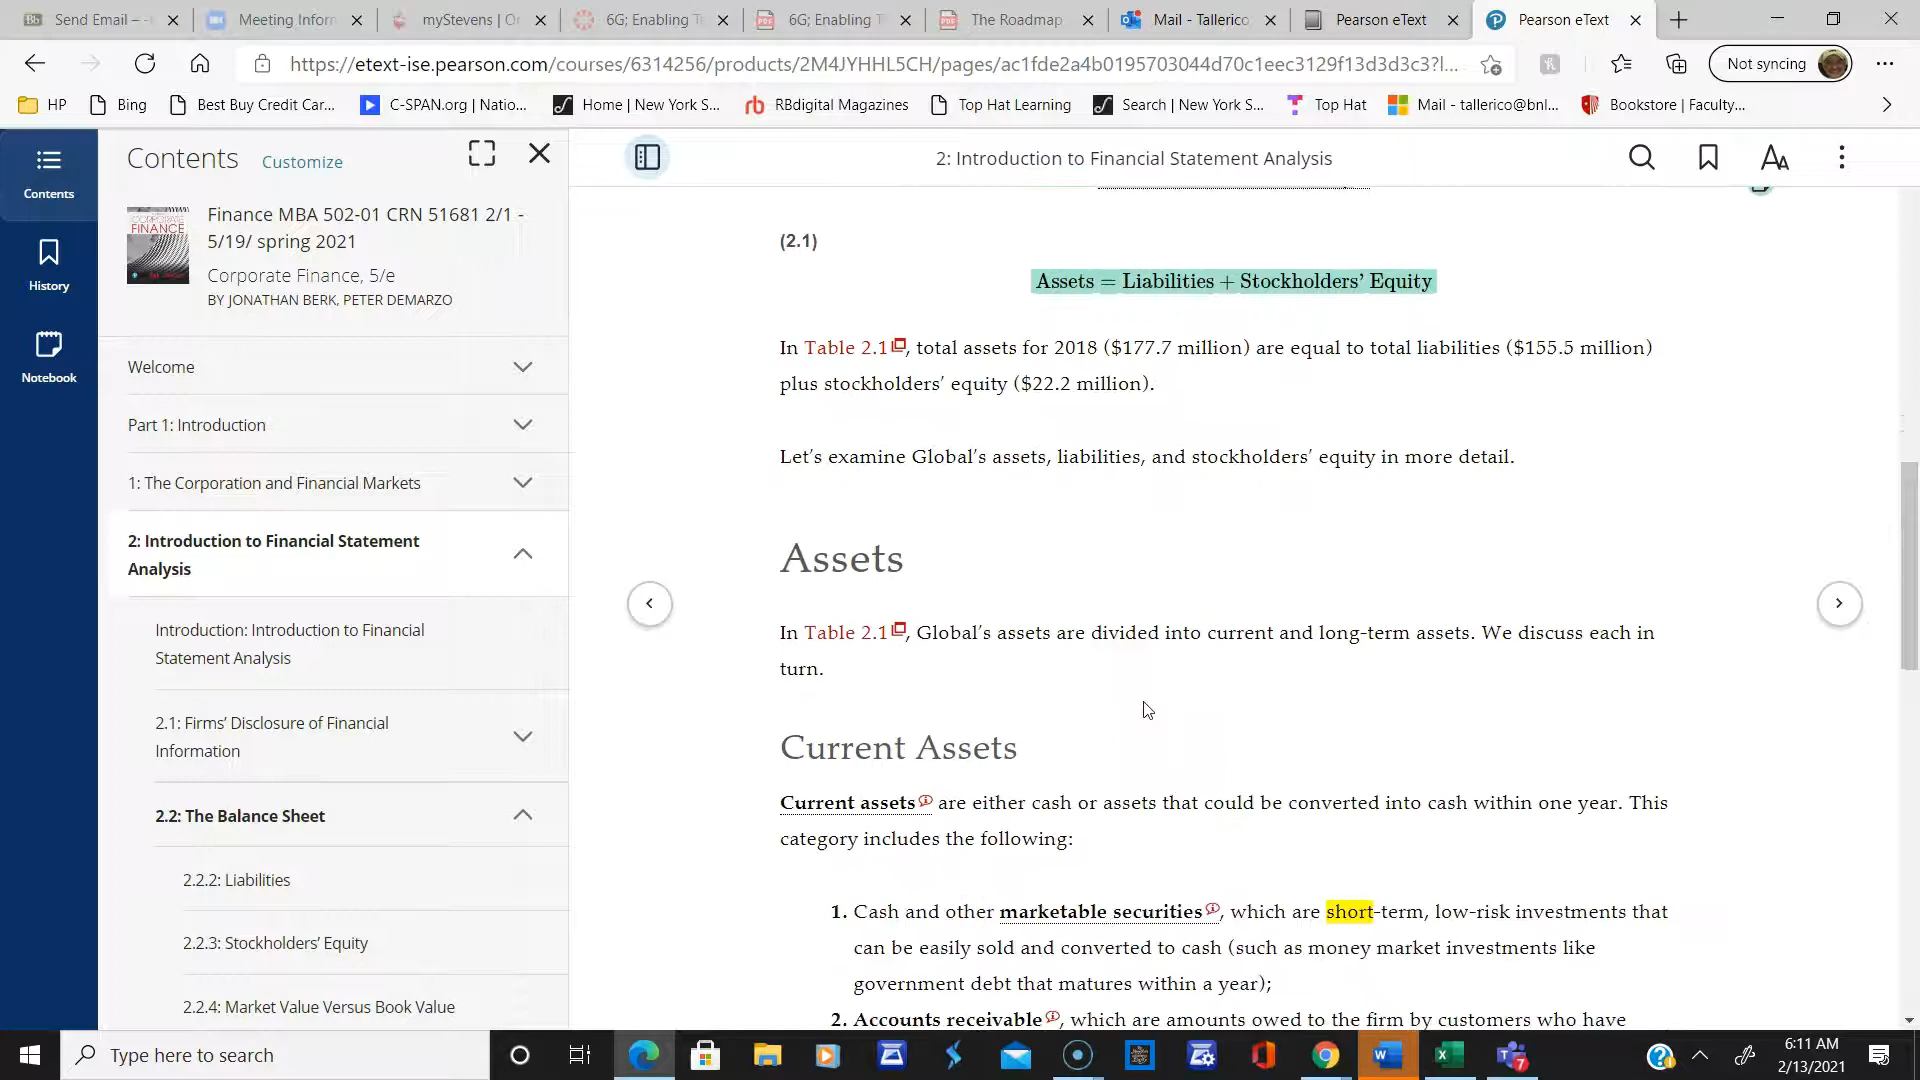 Send Email – -
Meeting Inforn
myStevens | Or
6G; Enabling T
6G; Enabling T
The Roadmap
Mail - Tallerico
Pearson eText
Pearson eText
https://etext-ise.pearson.com/courses/6314256/products/2M4JYHHL5CH/pages/ac1fde2a4b0195703044d70c1eec3129f13d3d3c3?l...
Not syncing
HP
Bing
Best Buy Credit Car...
C-SPAN.org | Natio...
Home | New York S...
RBdigital Magazines
Top Hat Learning
Search | New York S...
Top Hat
Mail - tallerico@bnl...
Bookstore | Faculty...
Contents
History
Notebook
Contents Customize
CORPORATE
FINANCE
Finance MBA 502-01 CRN 51681 2/1 -
5/19/ spring 2021
Corporate Finance, 5/e
BY JONATHAN BERK, PETER DEMARZO
Welcome
Part 1: Introduction
1: The Corporation and Financial Markets
2: Introduction to Financial Statement
Analysis
Introduction: Introduction to Financial
Statement Analysis
2.1: Firms' Disclosure of Financial
Information
2.2: The Balance Sheet
2.2.2: Liabilities
2.2.3: Stockholders' Equity
2.2.4: Market Value Versus Book Value
2: Introduction to Financial Statement Analysis
(2.1)
Assets = Liabilities + Stockholders' Equity
In Table 2.1, total assets for 2018 ($177.7 million) are equal to total liabilities ($155.5 million)
plus stockholders' equity ($22.2 million).
Let's examine Global's assets, liabilities, and stockholders' equity in more detail.
Assets
In Table 2.1, Global's assets are divided into current and long-term assets. We discuss each in
turn.
Current Assets
Current assets are either cash or assets that could be converted into cash within one year. This
category includes the following:
1. Cash and other marketable securities, which are short-term, low-risk investments that
can be easily sold and converted to cash (such as money market investments like
government debt that matures within a year);
2. Accounts receivable, which are amounts owed to the firm by customers who have
Type here to search
6:11 AM
2/13/2021